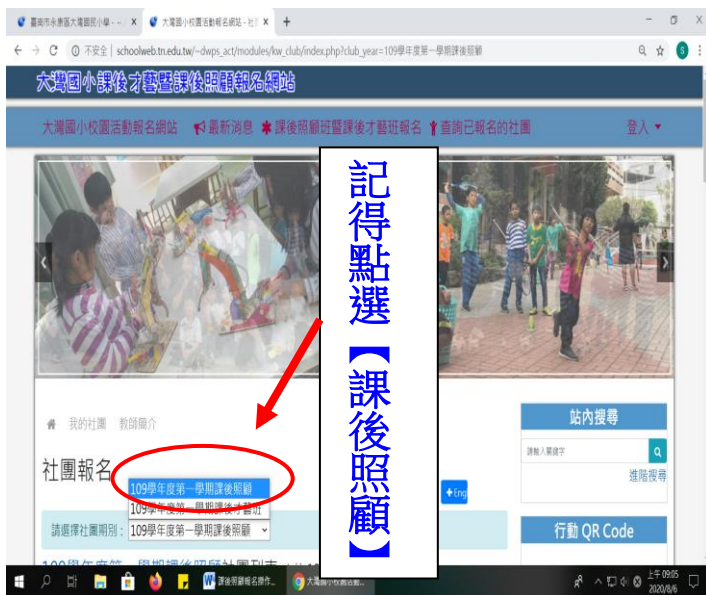 臺南市永康區大灣國民小學 - -
大灣國小校園活動報名網站 - 社
不安全 | schoolweb.tn.edu.tw/~dwps_act/modules/kw_club/index.php?club_year=109學年度第一學期課後照顧
S
大灣國小課後才藝暨課後照顧報名網站
大灣國小校園活動報名網站 最新消息 課後照顧班暨課後才藝班報名 查詢已報名的社團 登入
記得點選【課後照顧】
我的社團 教師簡介
社團報名
109學年度第一學期課後照顧
109學年度第一學期課後才藝班
請選擇社團期別：
109學年度第一學期課後照顧
+Eng
站內搜尋
請輸入關鍵字
進階搜尋
行動 QR Code
課後照顧報名操作...
大灣國小校園活動...
上午 09:05
2020/8/6